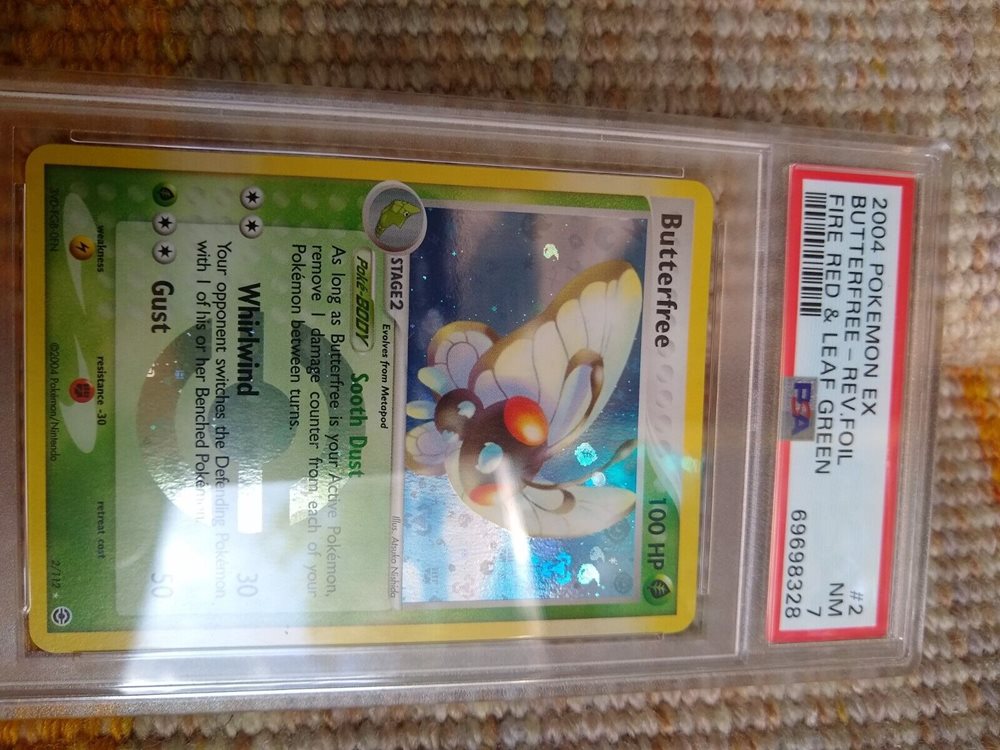 2004 POKEMON EX #2
BUTTERFREE - REV.FOIL NM
FIRE RED & LEAF GREEN 7
PSA 69698328
Butterfree 100 HP
STAGE 2 Evolves from Metapod Illus. Atsuko Nishida
Poké-BODY Sooth Dust
As long as Butterfree is your Active Pokémon,
remove 1 damage counter from each of your
Pokémon between turns.
Whirlwind 30
Your opponent switches the Defending Pokémon
with 1 of his or her Benched Pokémon.
Gust 50
weakness resistance -30 retreat cost
©2004 Pokémon/Nintendo 2/112 ★